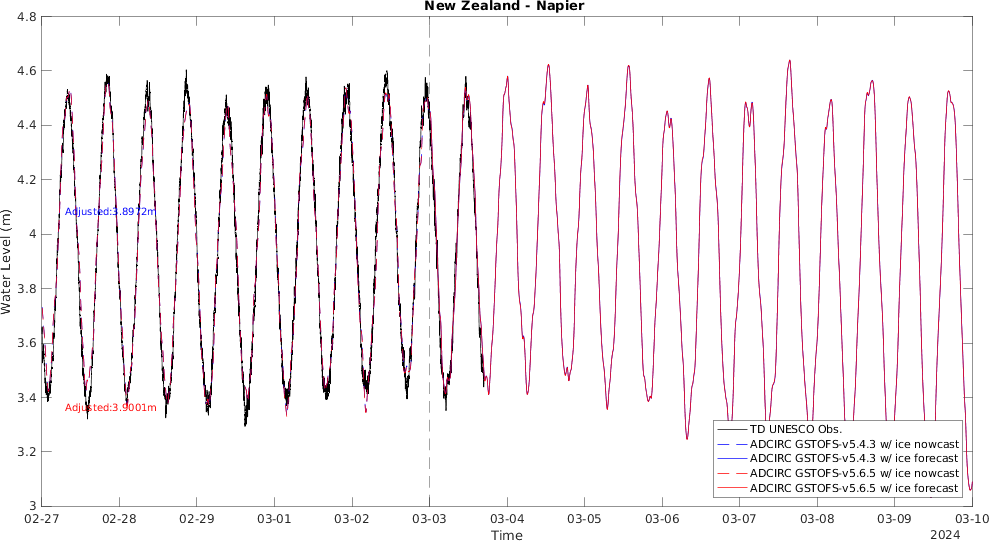 New Zealand - Napier
4.8
4.6
4.4
4.2
4
3.8
3.6
3.4
3.2
3
Water Level (m)
Adjusted:3.8972m
Adjusted:3.9001m
TD UNESCO Obs.
ADCIRC GSTOFS-v5.4.3 w/ ice nowcast
ADCIRC GSTOFS-v5.4.3 w/ ice forecast
ADCIRC GSTOFS-v5.6.5 w/ ice nowcast
ADCIRC GSTOFS-v5.6.5 w/ ice forecast
02-27 02-28 02-29 03-01 03-02 03-03 03-04 03-05 03-06 03-07 03-08 03-09 03-10
Time
2024